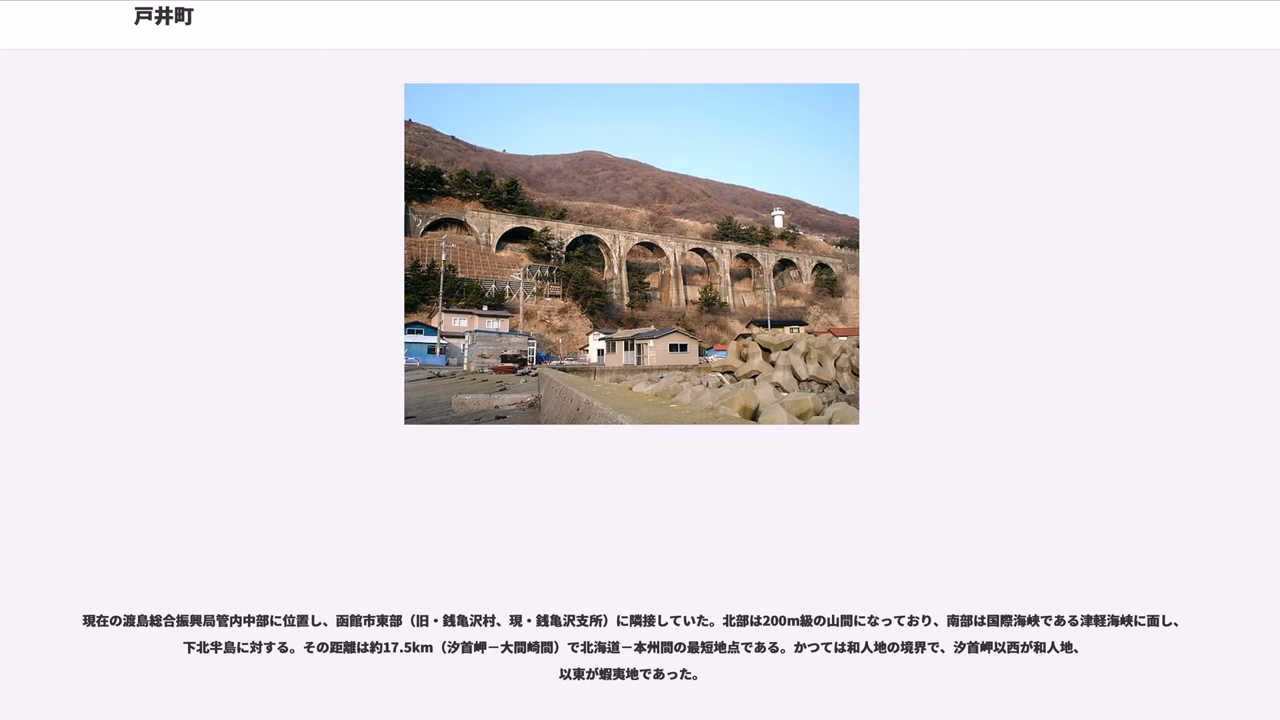 戸井町
現在の渡島総合振興局管内中部に位置し、函館市東部（旧・銭亀沢村、現・銭亀沢支所）に隣接していた。北部は200m級の山間になっており、南部は国際海峡である津軽海峡に面し、
下北半島に対する。その距離は約17.5km（汐首岬－大間崎間）で北海道－本州間の最短地点である。かつては和人地の境界で、汐首岬以西が和人地、
以東が蝦夷地であった。